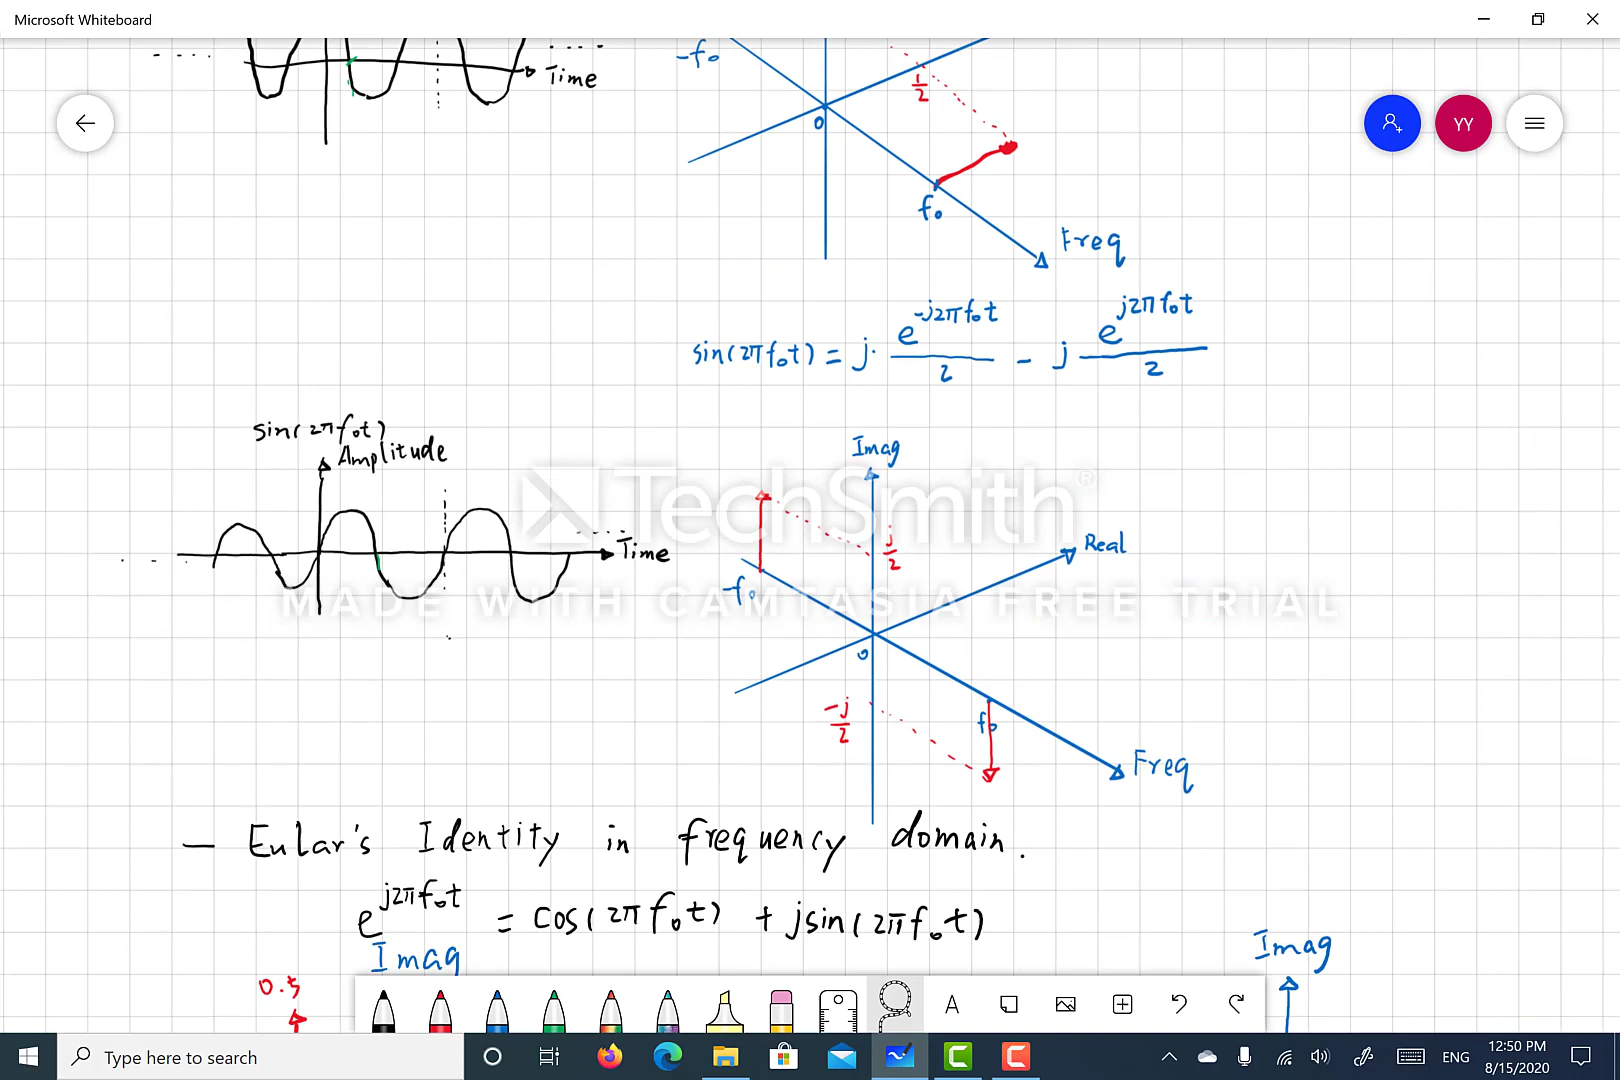 Microsoft Whiteboard
-f₀
Time
1/2
0
YY
f₀
Freq
sin(2πf₀t) = j · e^(-j2πf₀t)/2 - j e^(j2πf₀t)/2
sin(2πf₀t)
Amplitude
Imag
TechSmith®
j/2
Real
Time
-f₀
MADE WITH CAMTASIA FREE TRIAL
0
-j/2
f₀
Freq
— Eular's Identity in frequency domain.
e^(j2πf₀t) = cos(2πf₀t) + jsin(2πf₀t)
Imag
Imag
0.5
A
Type here to search
ENG
12:50 PM
8/15/2020